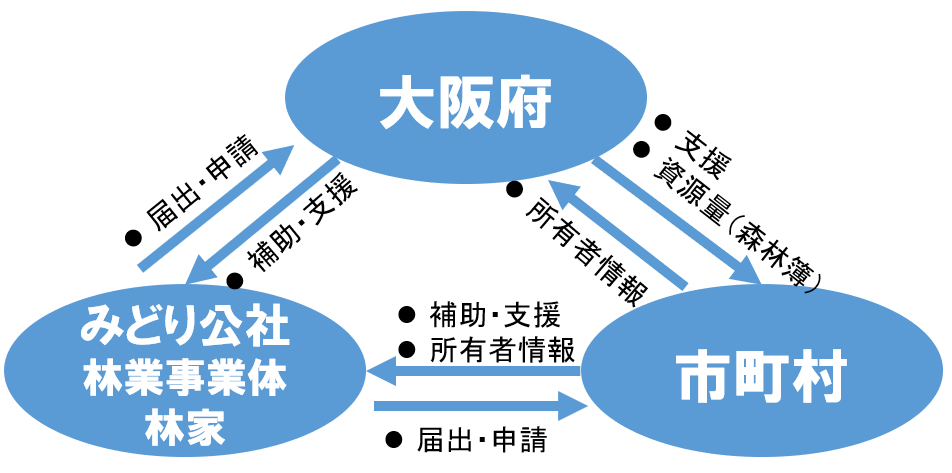 大阪府
● 支援
● 資源量（森林簿）
● 届出・申請
● 補助・支援
● 所有者情報
みどり公社
林業事業体
林家
● 補助・支援
● 所有者情報
市町村
● 届出・申請